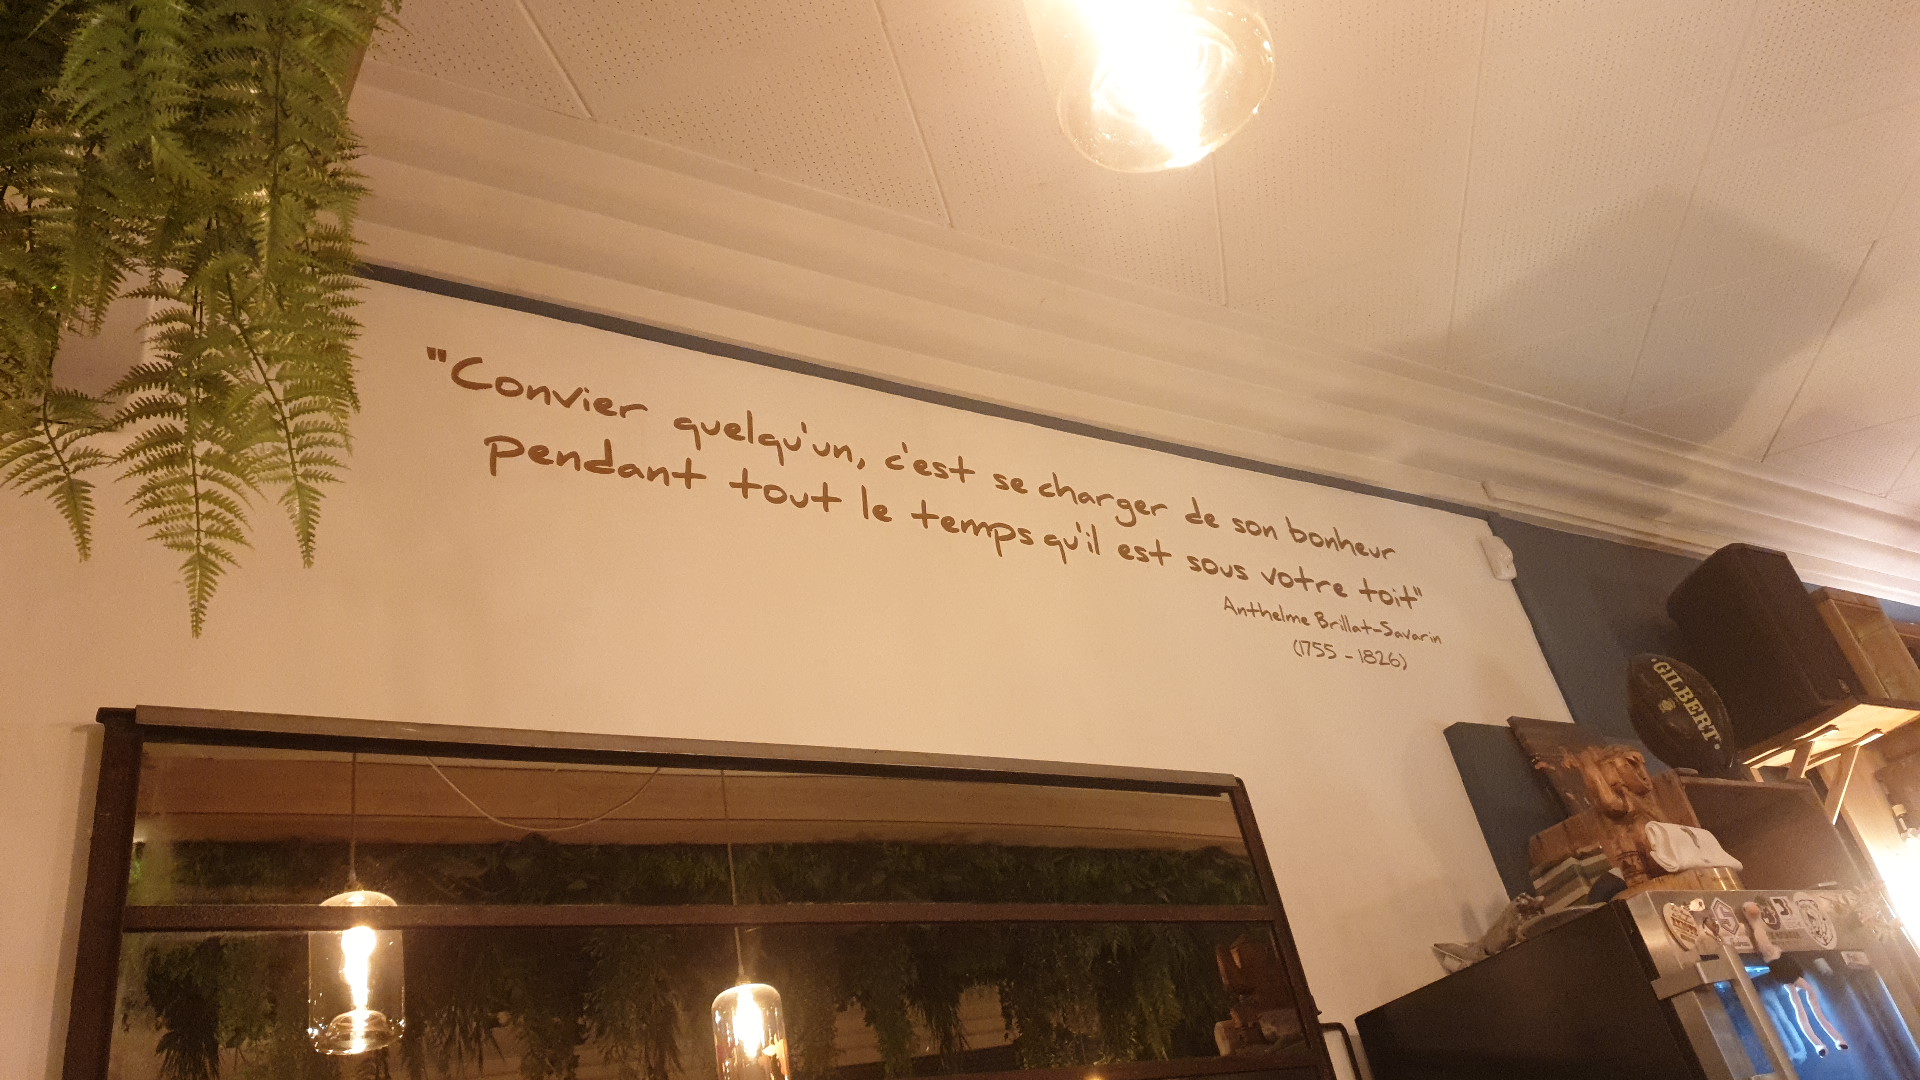 "Convier quelqu'un, c'est se charger de son bonheur
pendant tout le temps qu'il est sous votre toit"
Anthelme Brillat-Savarin
(1755 - 1826)
GILBERT